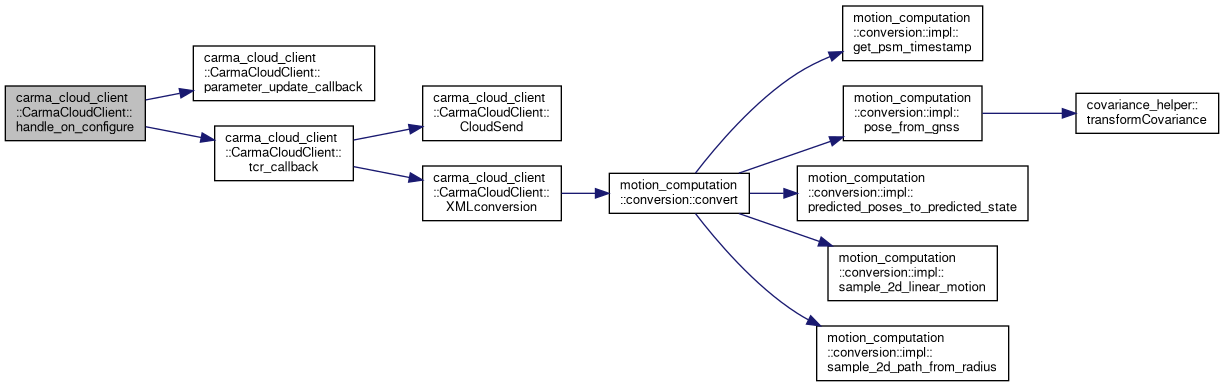 carma_cloud_client
::CarmaCloudClient::
handle_on_configure
carma_cloud_client
::CarmaCloudClient::
parameter_update_callback
carma_cloud_client
::CarmaCloudClient::
tcr_callback
carma_cloud_client
::CarmaCloudClient::
CloudSend
carma_cloud_client
::CarmaCloudClient::
XMLconversion
motion_computation
::conversion::convert
motion_computation
::conversion::impl::
get_psm_timestamp
motion_computation
::conversion::impl::
pose_from_gnss
covariance_helper::
transformCovariance
motion_computation
::conversion::impl::
predicted_poses_to_predicted_state
motion_computation
::conversion::impl::
sample_2d_linear_motion
motion_computation
::conversion::impl::
sample_2d_path_from_radius